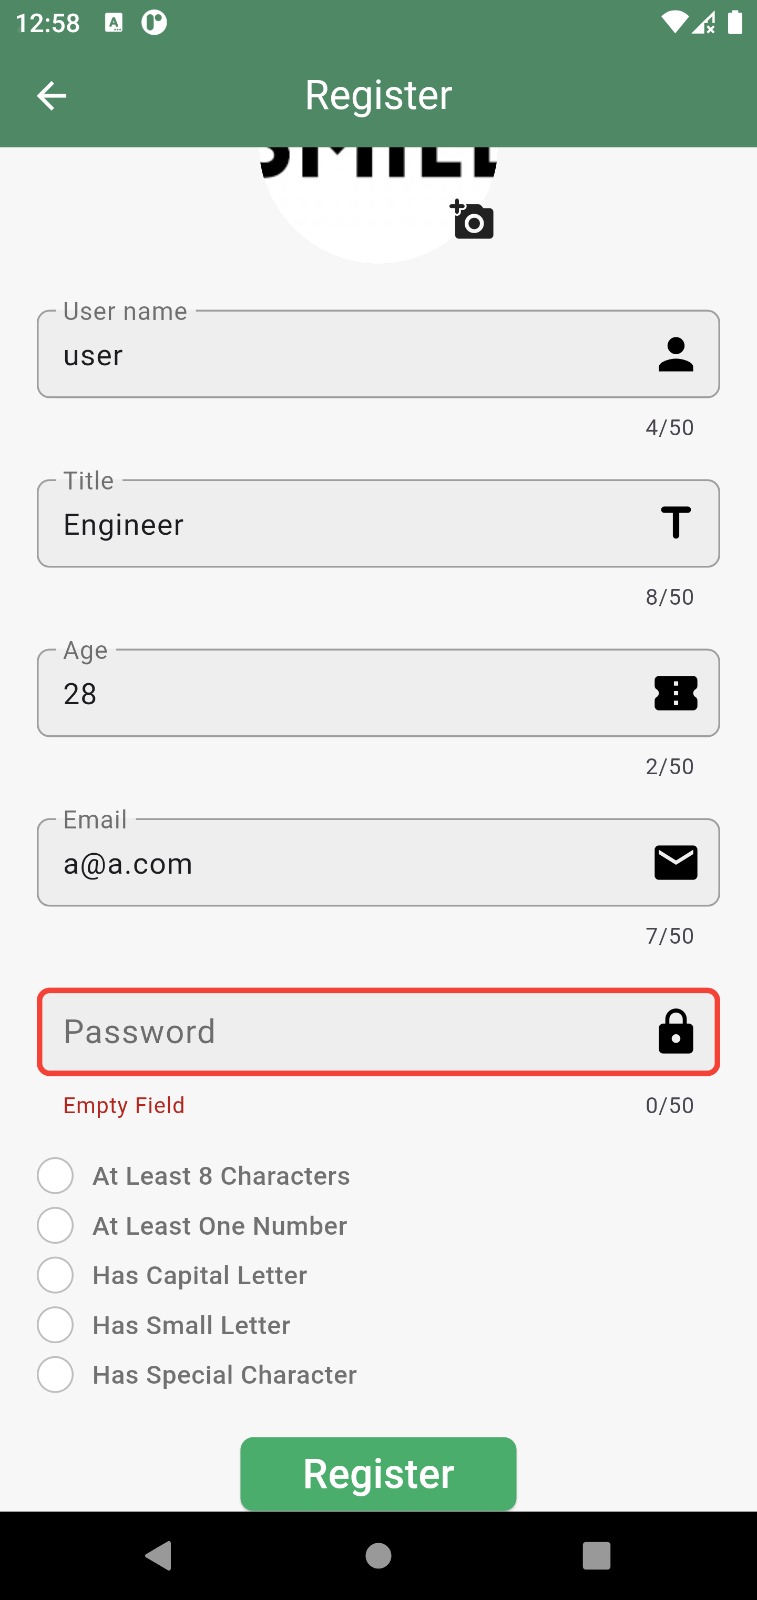 12:58
Register
SMILE
User name
user
4/50
Title
Engineer
8/50
Age
28
2/50
Email
a@a.com
7/50
Password
Empty Field
0/50
At Least 8 Characters
At Least One Number
Has Capital Letter
Has Small Letter
Has Special Character
Register